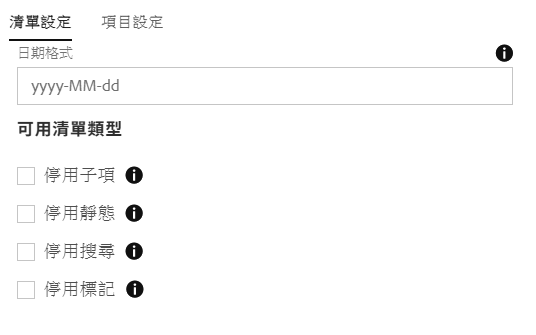 清單設定 項目設定
日期格式
yyyy-MM-dd
可用清單類型
停用子項
停用靜態
停用搜尋
停用標記